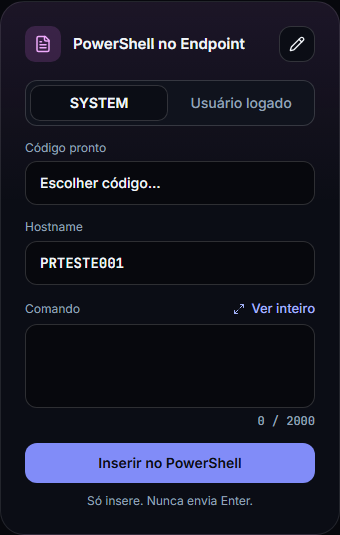 PowerShell no Endpoint
SYSTEM
Usuário logado
Código pronto
Escolher código...
Hostname
PRTESTE001
Comando
Ver inteiro
0 / 2000
Inserir no PowerShell
Só insere. Nunca envia Enter.